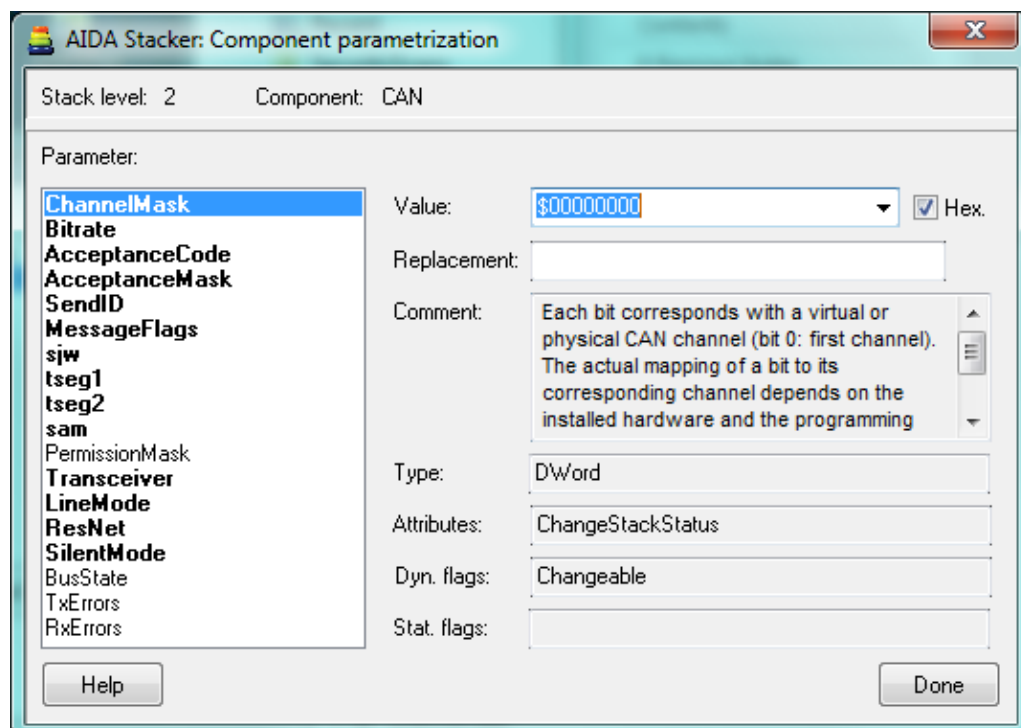 AIDA Stacker: Component parametrization
Stack level: 2 Component: CAN
Parameter:
ChannelMask
Bitrate
AcceptanceCode
AcceptanceMask
SendID
MessageFlags
sjw
tseg1
tseg2
sam
PermissionMask
Transceiver
LineMode
ResNet
SilentMode
BusState
TxErrors
RxErrors
Value: $00000000 Hex.
Replacement:
Comment: Each bit corresponds with a virtual or
physical CAN channel (bit 0: first channel).
The actual mapping of a bit to its
corresponding channel depends on the
installed hardware and the programming
Type: DWord
Attributes: ChangeStackStatus
Dyn. flags: Changeable
Stat. flags:
Help Done